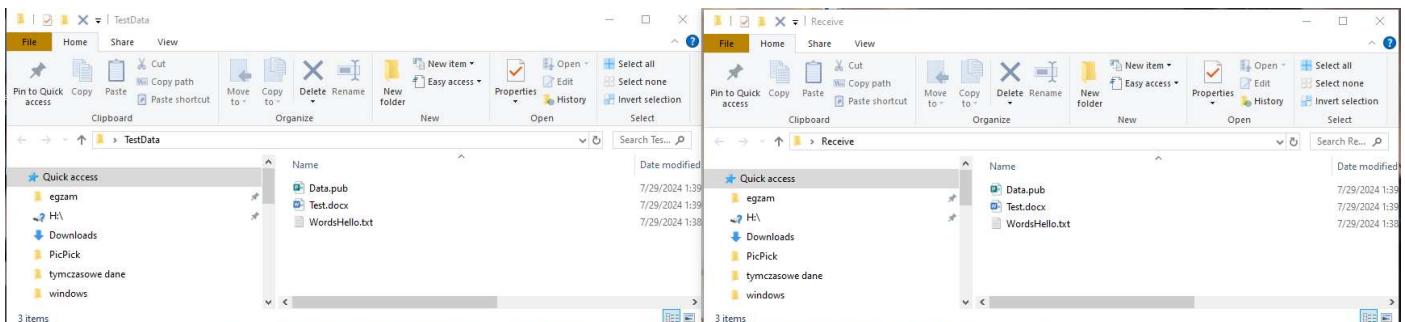 TestData
File Home Share View
Pin to Quick access
Copy
Paste
Cut
Copy path
Paste shortcut
Clipboard
Move to
Copy to
Delete
Rename
Organize
New folder
New item
Easy access
New
Properties
Open
Edit
History
Open
Select all
Select none
Invert selection
Select
TestData
Search Tes...
Quick access
egzam
H:\
Downloads
PicPick
tymczasowe dane
windows
Name Date modified
Data.pub 7/29/2024 1:39
Test.docx 7/29/2024 1:39
WordsHello.txt 7/29/2024 1:38
3 items
Receive
File Home Share View
Pin to Quick access
Copy
Paste
Cut
Copy path
Paste shortcut
Clipboard
Move to
Copy to
Delete
Rename
Organize
New folder
New item
Easy access
New
Properties
Open
Edit
History
Open
Select all
Select none
Invert selection
Select
Receive
Search Re...
Quick access
egzam
H:\
Downloads
PicPick
tymczasowe dane
windows
Name Date modified
Data.pub 7/29/2024 1:39
Test.docx 7/29/2024 1:39
WordsHello.txt 7/29/2024 1:38
3 items